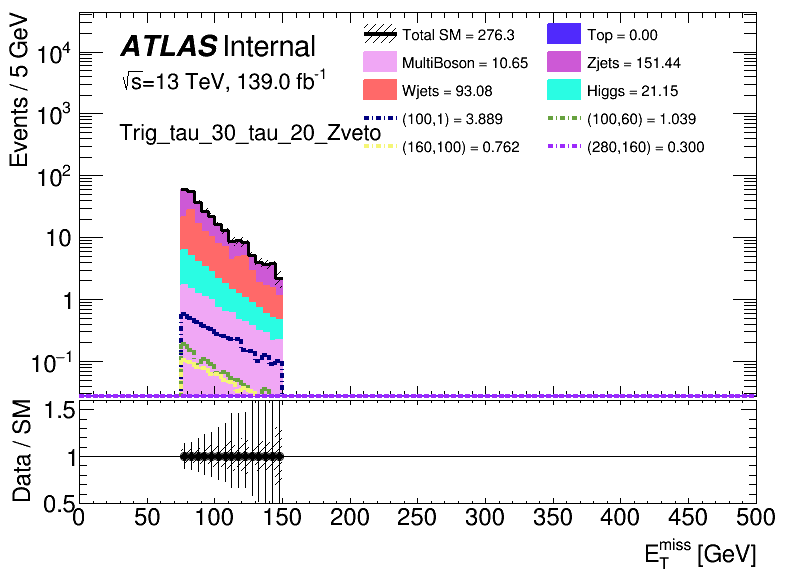 ATLAS Internal
√s=13 TeV, 139.0 fb⁻¹
Trig_tau_30_tau_20_Zveto
Total SM = 276.3
Top = 0.00
MultiBoson = 10.65
Zjets = 151.44
Wjets = 93.08
Higgs = 21.15
(100,1) = 3.889
(100,60) = 1.039
(160,100) = 0.762
(280,160) = 0.300
Events / 5 GeV
10⁴
10³
10²
10
1
10⁻¹
Data / SM
1.5
1
0.5
0 50 100 150 200 250 300 350 400 450 500
E_T^miss [GeV]